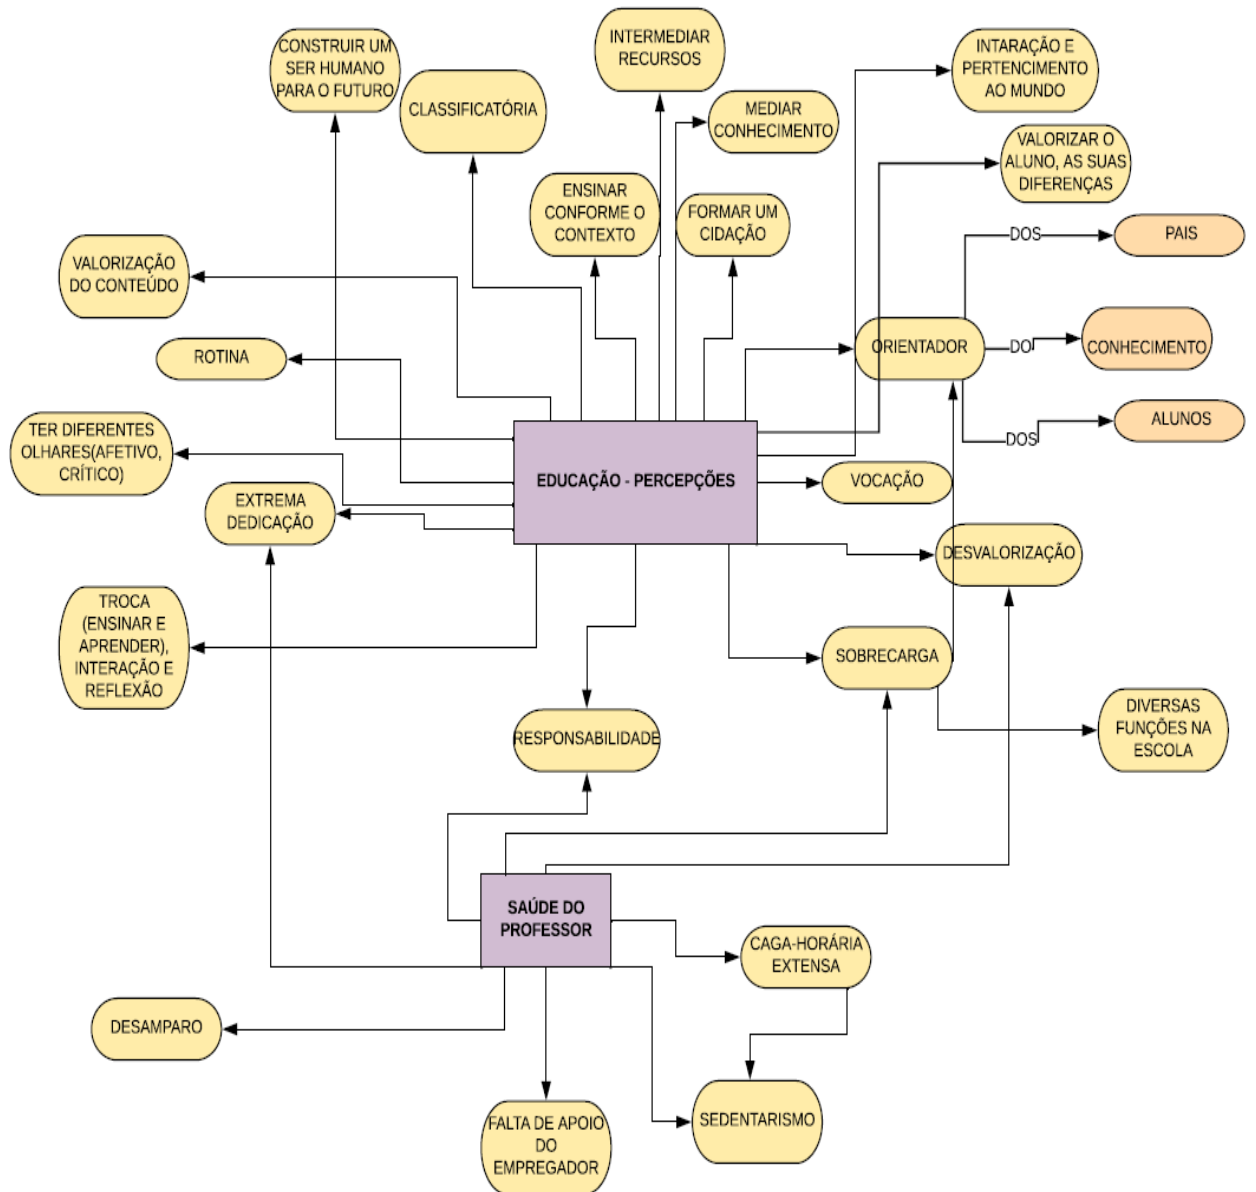 CONSTRUIR UM
SER HUMANO
PARA O FUTURO
CLASSIFICATÓRIA
INTERMEDIAR
RECURSOS
MEDIAR
CONHECIMENTO
INTARAÇÃO E
PERTENCIMENTO
AO MUNDO
VALORIZAR O
ALUNO, AS SUAS
DIFERENÇAS
ENSINAR
CONFORME O
CONTEXTO
FORMAR UM
CIDAÇÃO
DOS
PAIS
VALORIZAÇÃO
DO CONTEÚDO
ROTINA
ORIENTADOR
DO
CONHECIMENTO
TER DIFERENTES
OLHARES(AFETIVO,
CRÍTICO)
DOS
ALUNOS
EDUCAÇÃO - PERCEPÇÕES
VOCAÇÃO
EXTREMA
DEDICAÇÃO
DESVALORIZAÇÃO
TROCA
(ENSINAR E
APRENDER),
INTERAÇÃO E
REFLEXÃO
SOBRECARGA
RESPONSABILIDADE
DIVERSAS
FUNÇÕES NA
ESCOLA
SAÚDE DO
PROFESSOR
CAGA-HORÁRIA
EXTENSA
DESAMPARO
FALTA DE APOIO
DO
EMPREGADOR
SEDENTARISMO